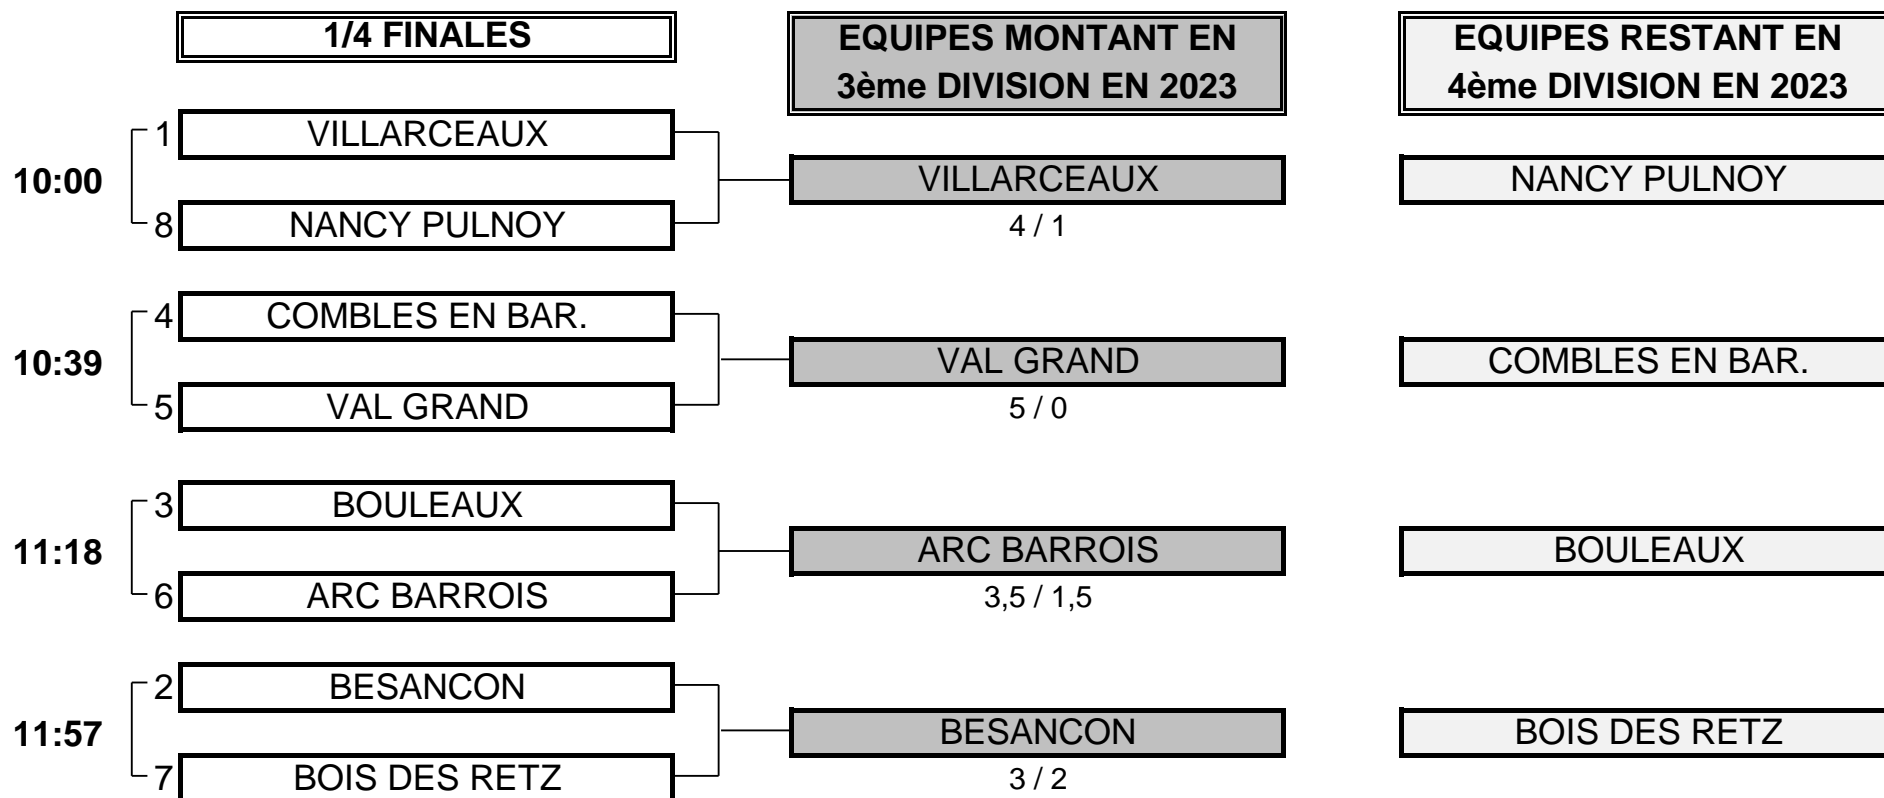 1/4 FINALES
EQUIPES MONTANT EN
3ème DIVISION EN 2023
EQUIPES RESTANT EN
4ème DIVISION EN 2023
10:00
1 VILLARCEAUX
8 NANCY PULNOY
VILLARCEAUX
4 / 1
NANCY PULNOY
10:39
4 COMBLES EN BAR.
5 VAL GRAND
VAL GRAND
5 / 0
COMBLES EN BAR.
11:18
3 BOULEAUX
6 ARC BARROIS
ARC BARROIS
3,5 / 1,5
BOULEAUX
11:57
2 BESANCON
7 BOIS DES RETZ
BESANCON
3 / 2
BOIS DES RETZ